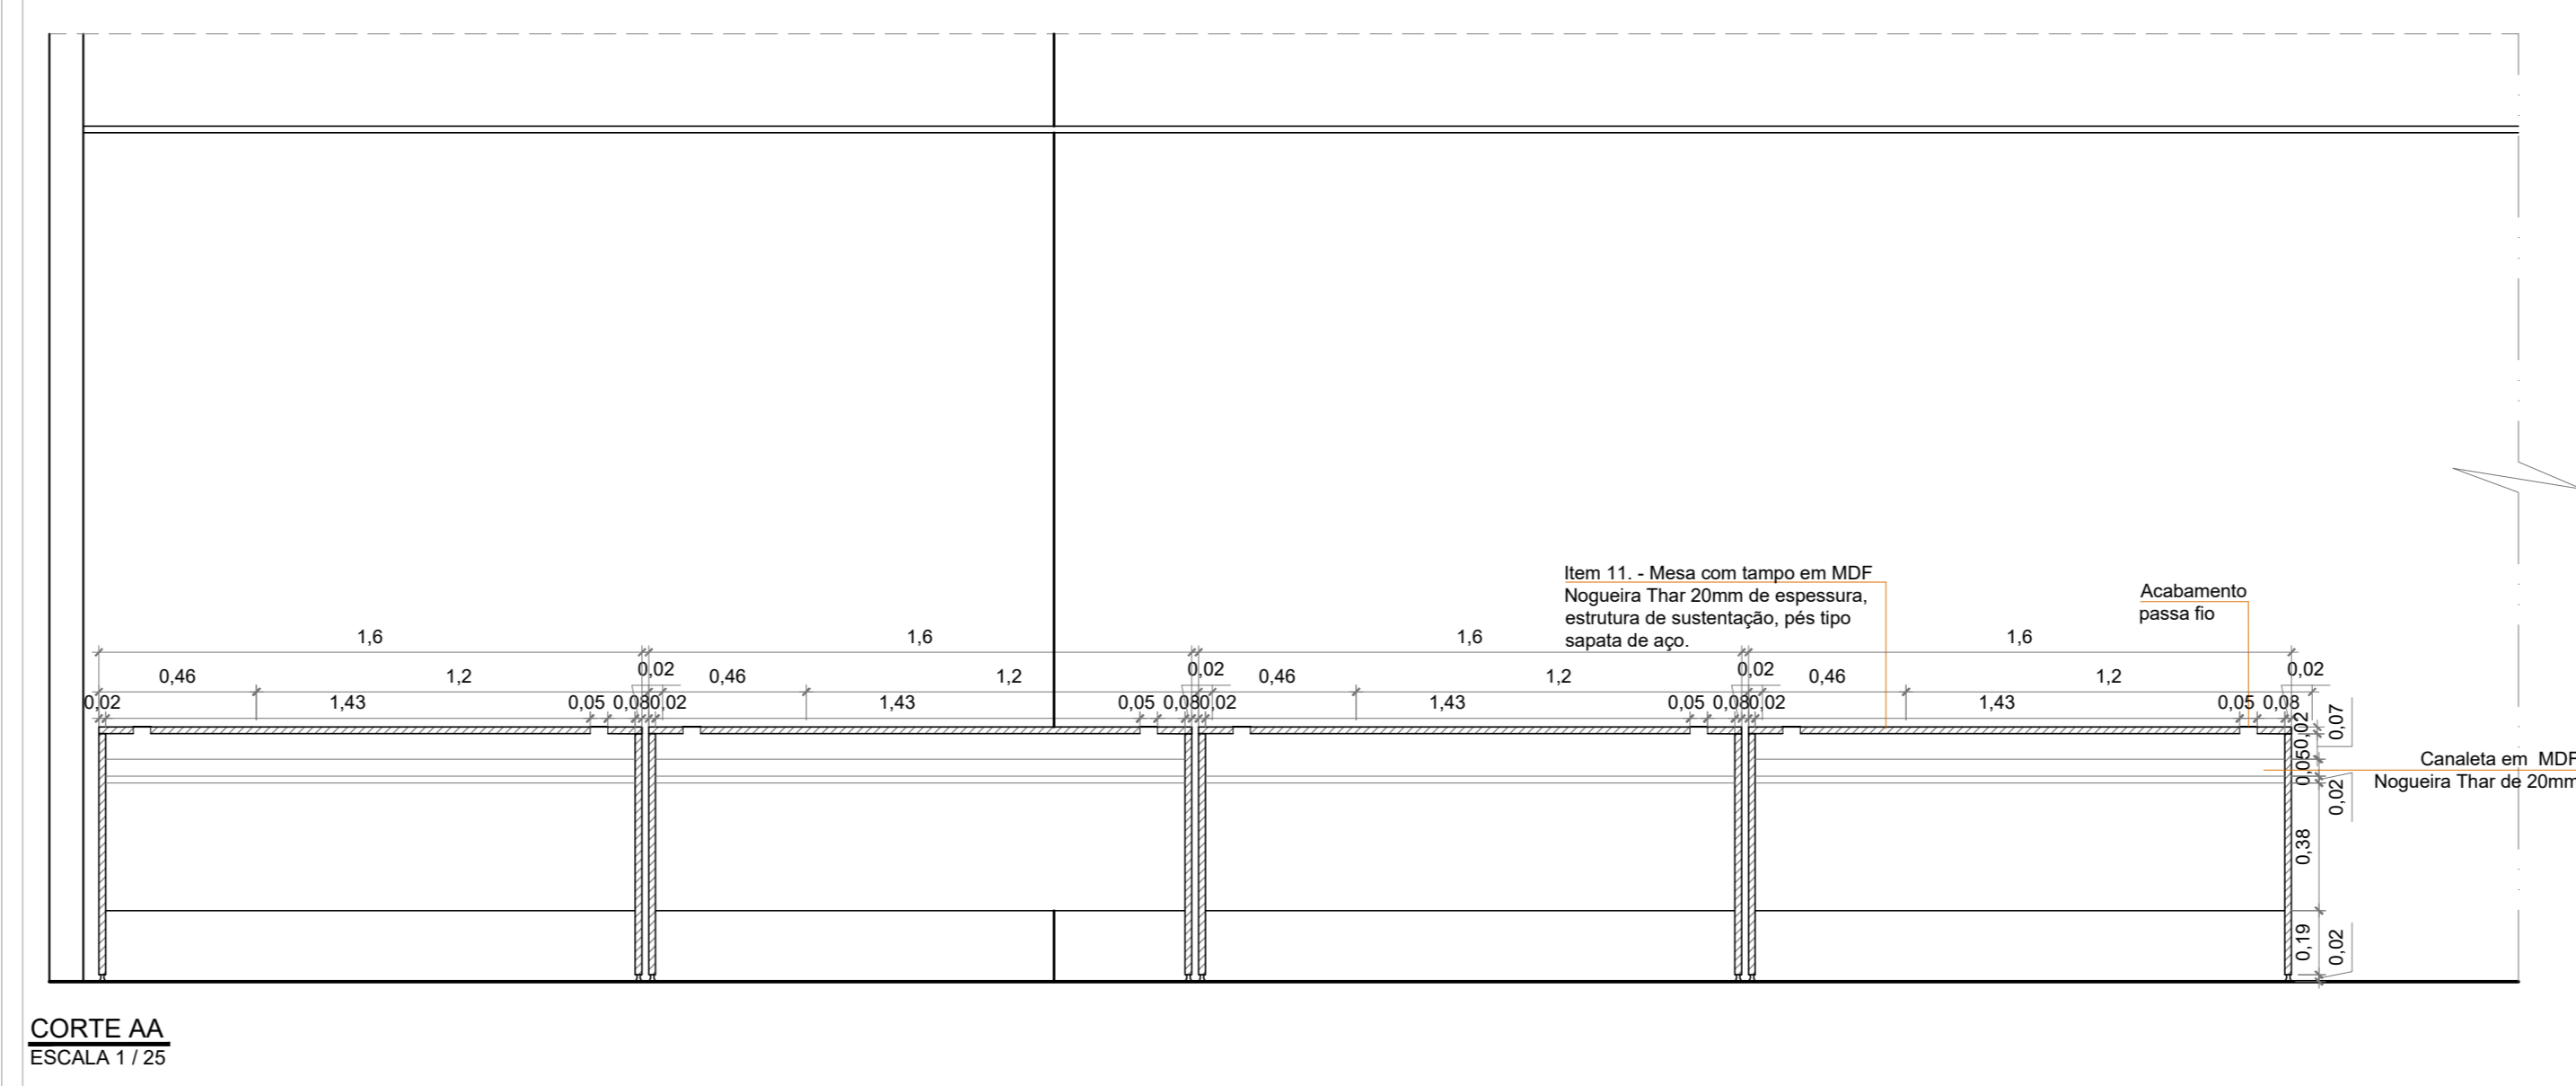 Item 11. - Mesa com tampo em MDF
Nogueira Thar 20mm de espessura,
estrutura de sustentação, pés tipo
sapata de aço.
Acabamento
passa fio
1,6 1,6 1,6 1,6
0,02 0,02 0,02 0,02
0,46 1,2 0,46 1,2 0,46 1,2 0,46 1,2
0,02 1,43 0,05 0,08 0,02 1,43 0,05 0,08 0,02 1,43 0,05 0,08 0,02 1,43 0,05 0,08
0,02
0,07
0,05
0,02
Canaleta em MDF
Nogueira Thar de 20mm
0,38
0,19
0,02
CORTE AA
ESCALA 1 / 25